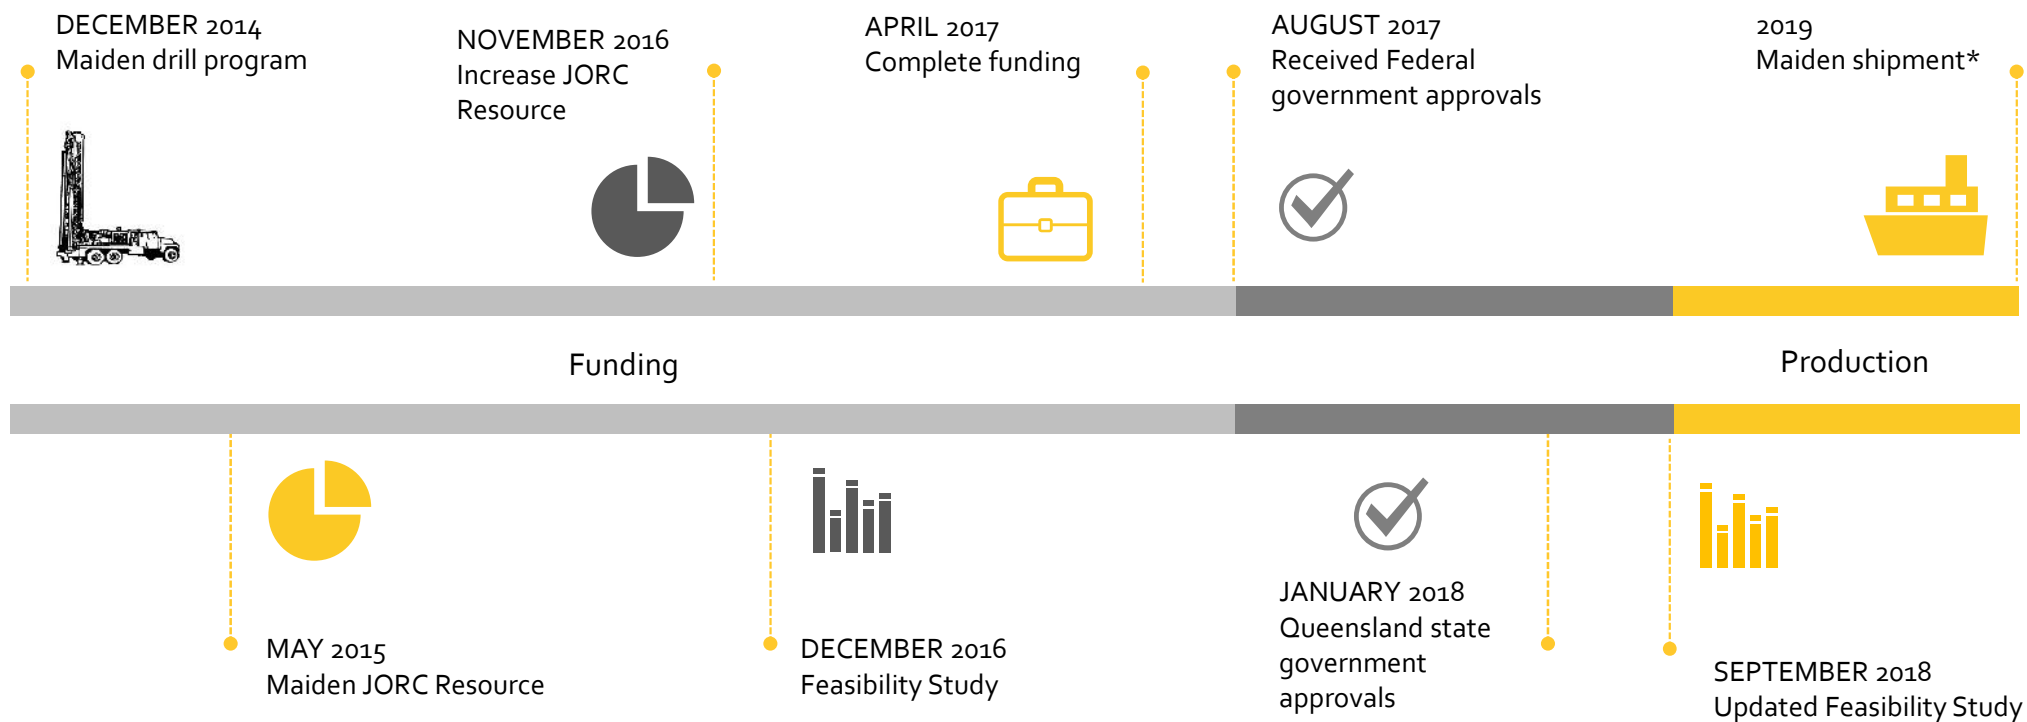 DECEMBER 2014
Maiden drill program
NOVEMBER 2016
Increase JORC
Resource
APRIL 2017
Complete funding
AUGUST 2017
Received Federal
government approvals
2019
Maiden shipment*
Funding
Production
MAY 2015
Maiden JORC Resource
DECEMBER 2016
Feasibility Study
JANUARY 2018
Queensland state
government
approvals
SEPTEMBER 2018
Updated Feasibility Study